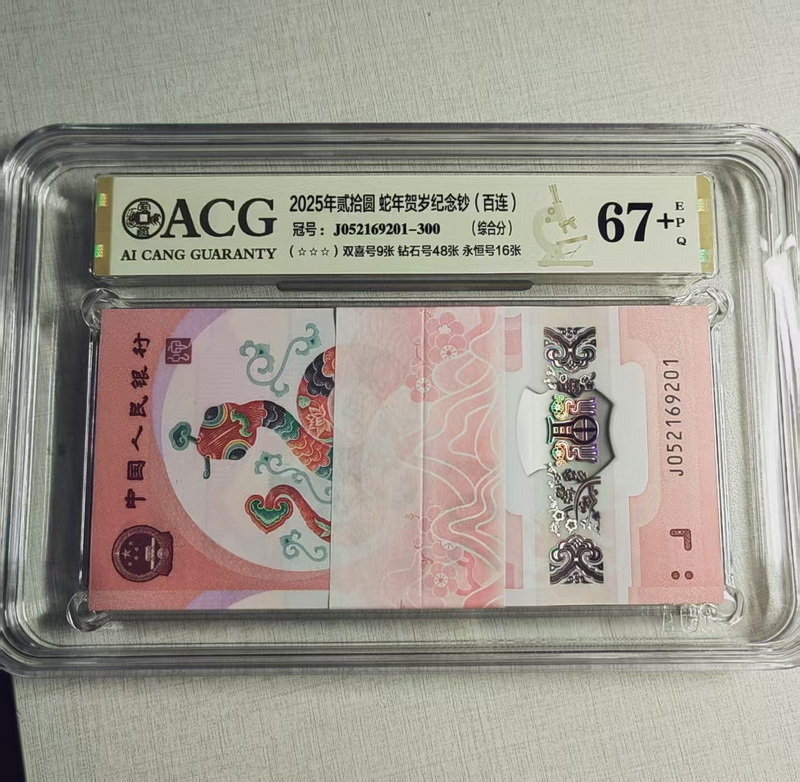 ACG
AI CANG GUARANTY
2025年贰拾圆 蛇年贺岁纪念钞（百连）
冠号：J052169201-300 （综合分）
（☆☆☆）双喜号9张 钻石号48张 永恒号16张
67+
EPQ
中国人民银行
J052169201